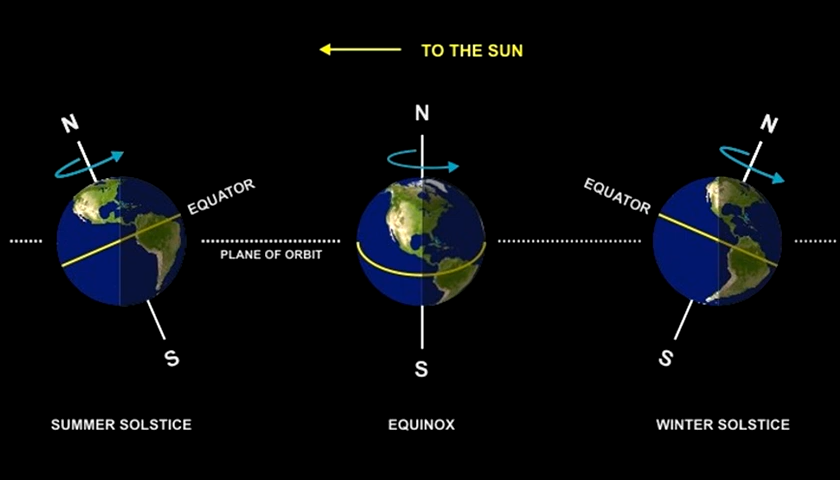 TO THE SUN
N
N
N
EQUATOR
EQUATOR
PLANE OF ORBIT
S
S
S
SUMMER SOLSTICE
EQUINOX
WINTER SOLSTICE